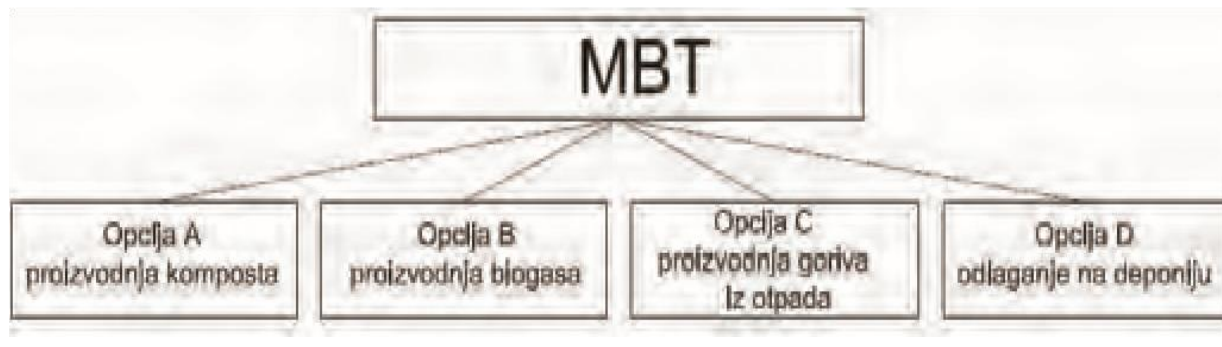 MBT
Opcija A
proizvodnja komposta
Opcija B
proizvodnja biogasa
Opcija C
proizvodnja goriva
iz otpada
Opcija D
odlaganje na deponiju